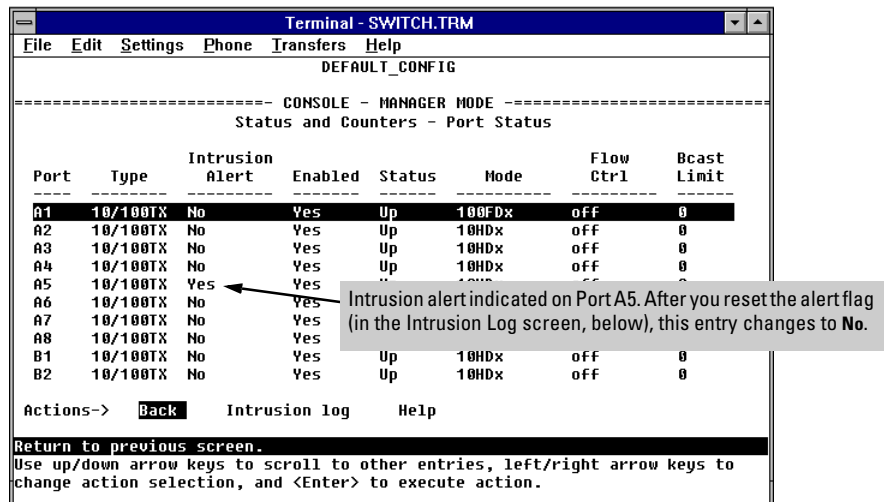 Terminal - SWITCH.TRM
File Edit Settings Phone Transfers Help
DEFAULT_CONFIG
==========================- CONSOLE - MANAGER MODE -==========================
Status and Counters - Port Status
Intrusion Flow Bcast
Port Type Alert Enabled Status Mode Ctrl Limit
---- -------- --------- ------- ------ ---------- --------- ------
A1 10/100TX No Yes Up 100FDx off 0
A2 10/100TX No Yes Up 10HDx off 0
A3 10/100TX No Yes Up 10HDx off 0
A4 10/100TX No Yes Up 10HDx off 0
A5 10/100TX Yes Yes
A6 10/100TX No Yes
A7 10/100TX No Yes
A8 10/100TX No Yes
B1 10/100TX No Yes Up 10HDx off 0
B2 10/100TX No Yes Up 10HDx off 0
Intrusion alert indicated on Port A5. After you reset the alert flag
(in the Intrusion Log screen, below), this entry changes to No.
Actions-> Back Intrusion log Help
Return to previous screen.
Use up/down arrow keys to scroll to other entries, left/right arrow keys to
change action selection, and <Enter> to execute action.